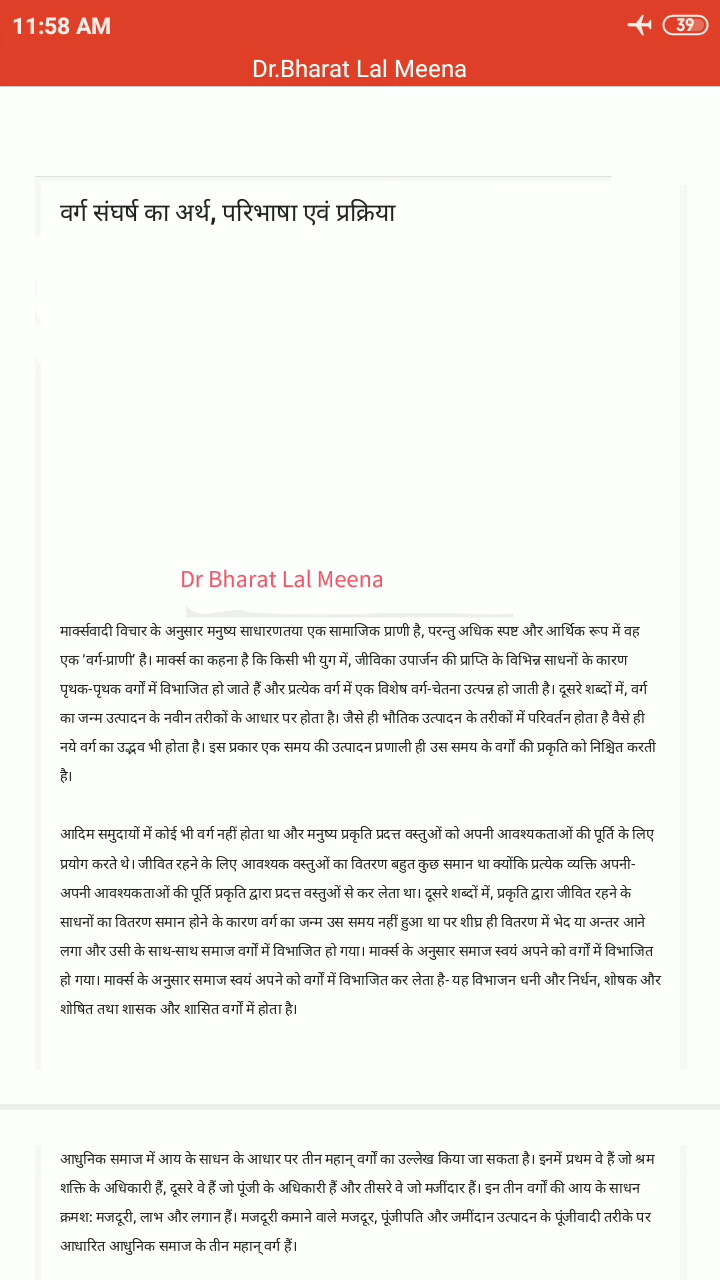 11:58 AM
39
Dr.Bharat Lal Meena
वर्ग संघर्ष का अर्थ, परिभाषा एवं प्रक्रिया
Dr Bharat Lal Meena
मार्क्सवादी विचार के अनुसार मनुष्य साधारणतया एक सामाजिक प्राणी है, परन्तु अधिक स्पष्ट और आर्थिक रूप में वह
एक ‘वर्ग-प्राणी’ है। मार्क्स का कहना है कि किसी भी युग में, जीविका उपार्जन की प्राप्ति के विभिन्न साधनों के कारण
पृथक-पृथक वर्गों में विभाजित हो जाते हैं और प्रत्येक वर्ग में एक विशेष वर्ग-चेतना उत्पन्न हो जाती है। दूसरे शब्दों में, वर्ग
का जन्म उत्पादन के नवीन तरीकों के आधार पर होता है। जैसे ही भौतिक उत्पादन के तरीकों में परिवर्तन होता है वैसे ही
नये वर्ग का उद्भव भी होता है। इस प्रकार एक समय की उत्पादन प्रणाली ही उस समय के वर्गों की प्रकृति को निश्चित करती
है।
आदिम समुदायों में कोई भी वर्ग नहीं होता था और मनुष्य प्रकृति प्रदत्त वस्तुओं को अपनी आवश्यकताओं की पूर्ति के लिए
प्रयोग करते थे। जीवित रहने के लिए आवश्यक वस्तुओं का वितरण बहुत कुछ समान था क्योंकि प्रत्येक व्यक्ति अपनी-
अपनी आवश्यकताओं की पूर्ति प्रकृति द्वारा प्रदत्त वस्तुओं से कर लेता था। दूसरे शब्दों में, प्रकृति द्वारा जीवित रहने के
साधनों का वितरण समान होने के कारण वर्ग का जन्म उस समय नहीं हुआ था पर शीघ्र ही वितरण में भेद या अन्तर आने
लगा और उसी के साथ-साथ समाज वर्गों में विभाजित हो गया। मार्क्स के अनुसार समाज स्वयं अपने को वर्गों में विभाजित
हो गया। मार्क्स के अनुसार समाज स्वयं अपने को वर्गों में विभाजित कर लेता है- यह विभाजन धनी और निर्धन, शोषक और
शोषित तथा शासक और शासित वर्गों में होता है।
आधुनिक समाज में आय के साधन के आधार पर तीन महान् वर्गों का उल्लेख किया जा सकता है। इनमें प्रथम वे हैं जो श्रम
शक्ति के अधिकारी हैं, दूसरे वे हैं जो पूंजी के अधिकारी हैं और तीसरे वे जो मजींदार हैं। इन तीन वर्गों की आय के साधन
क्रमश: मजदूरी, लाभ और लगान हैं। मजदूरी कमाने वाले मजदूर, पूंजीपति और जमींदान उत्पादन के पूंजीवादी तरीके पर
आधारित आधुनिक समाज के तीन महान् वर्ग हैं।